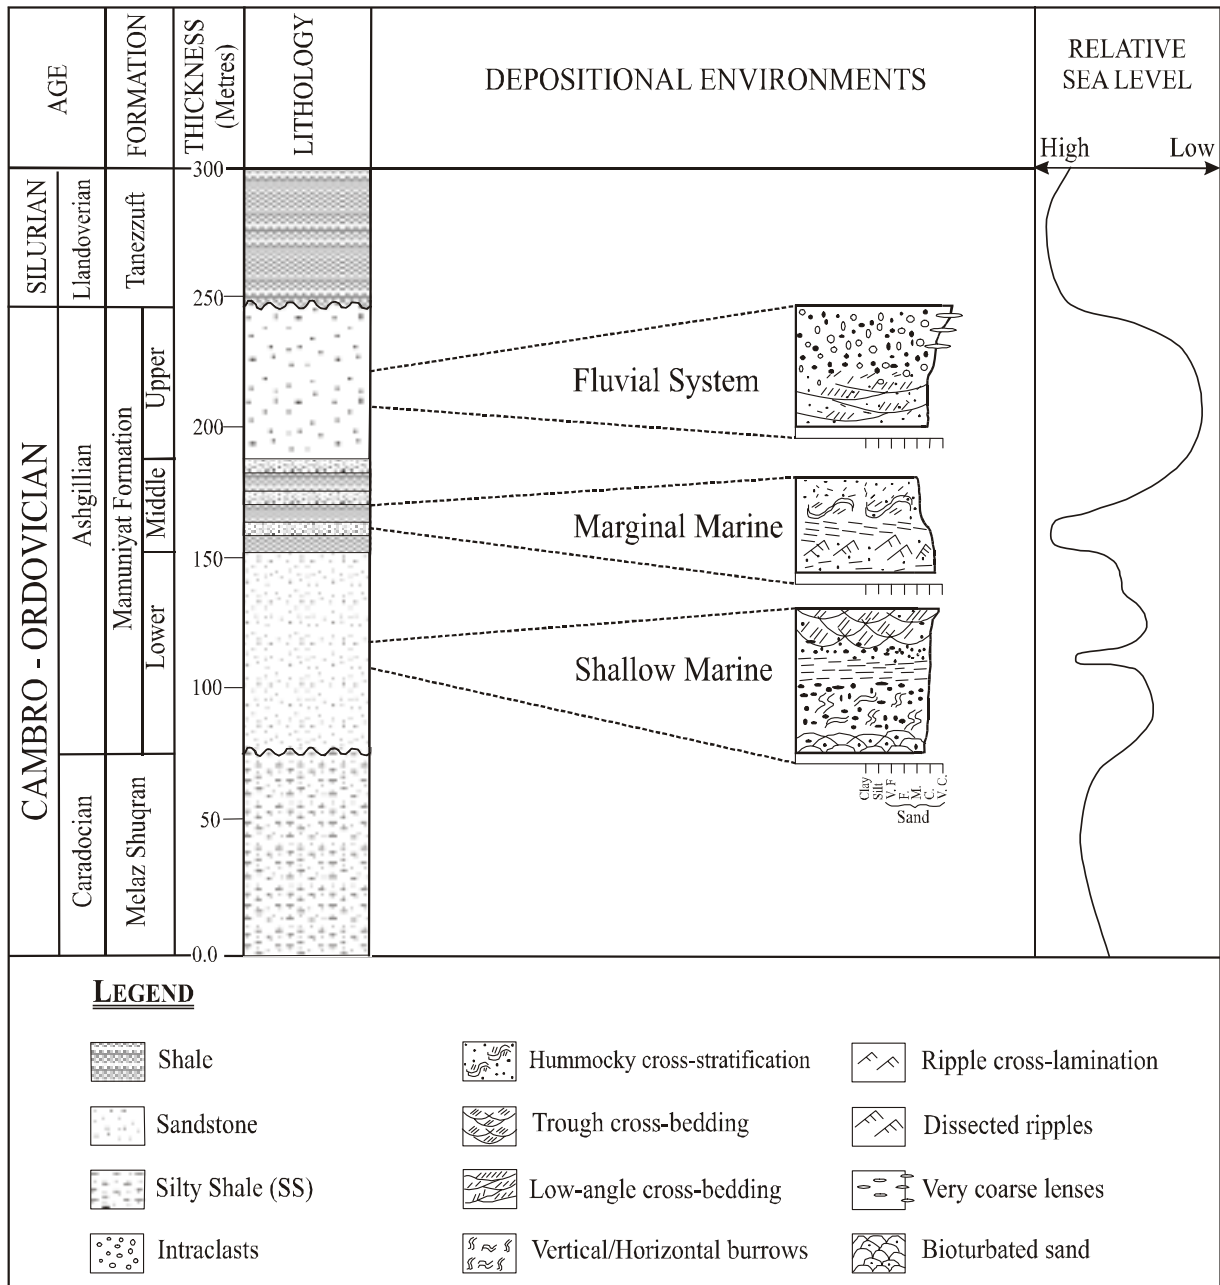 AGE
FORMATION
THICKNESS
(Metres)
LITHOLOGY
DEPOSITIONAL ENVIRONMENTS
RELATIVE
SEA LEVEL
High
Low
SILURIAN
Llandoverian
Tanezzuft
CAMBRO - ORDOVICIAN
Ashgillian
Caradocian
Mamuniyat Formation
Upper
Middle
Lower
Melaz Shuqran
300
250
200
150
100
50
0.0
Fluvial System
Marginal Marine
Shallow Marine
Clay
Silt
V. F
F.
M.
C.
V. C.
Sand
LEGEND
Shale
Sandstone
Silty Shale (SS)
Intraclasts
Hummocky cross-stratification
Trough cross-bedding
Low-angle cross-bedding
Vertical/Horizontal burrows
Ripple cross-lamination
Dissected ripples
Very coarse lenses
Bioturbated sand